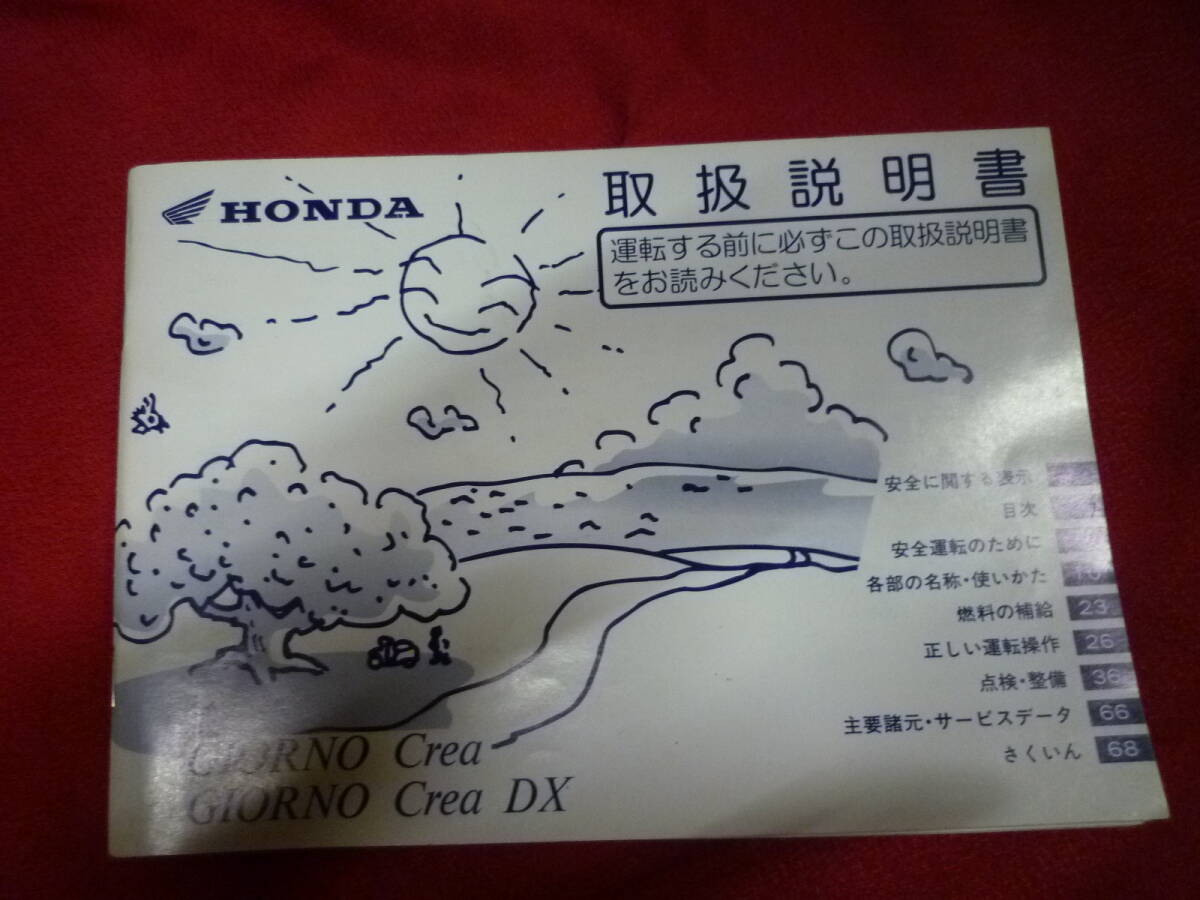 HONDA
取扱説明書
運転する前に必ずこの取扱説明書
をお読みください。
安全に関する表示
目次
安全運転のために
各部の名称・使いかた
燃料の補給 23
正しい運転操作 26
点検・整備 36
主要諸元・サービスデータ 66
さくいん 68
GIORNO Crea
GIORNO Crea DX